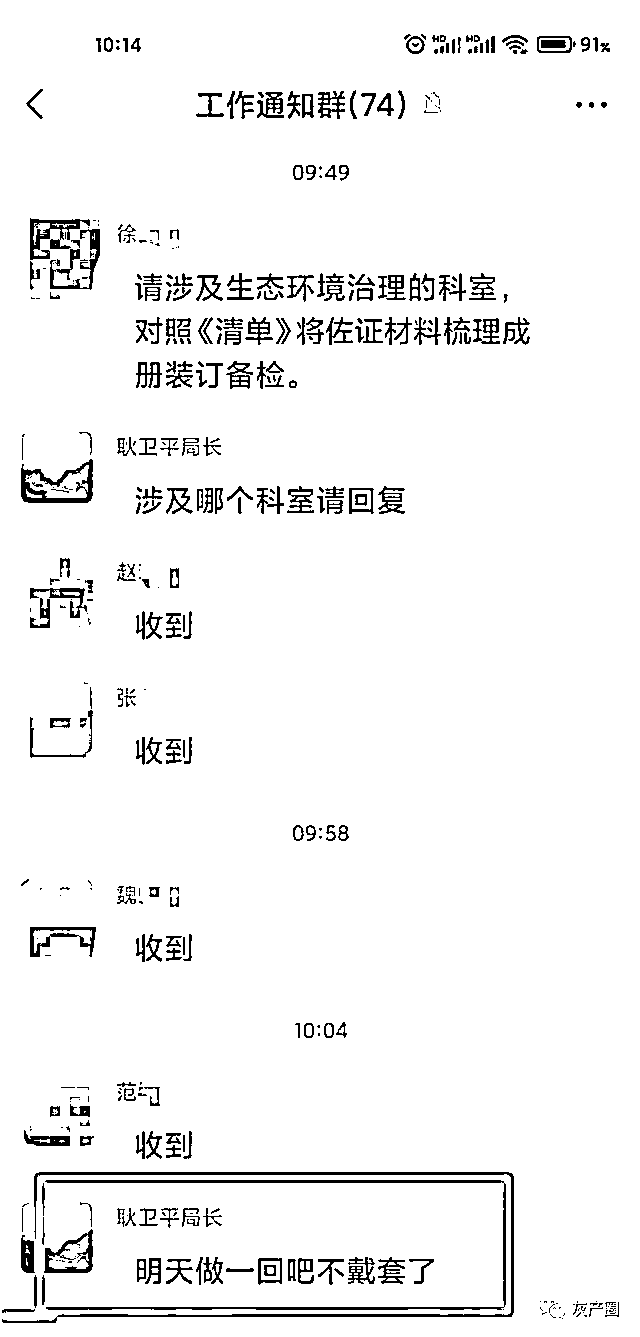 10:14
HD HD 91%
工作通知群(74)
09:49
徐
请涉及生态环境治理的科室，
对照《清单》将佐证材料梳理成
册装订备检。
耿卫平局长
涉及哪个科室请回复
赵
收到
张
收到
09:58
魏
收到
10:04
范
收到
耿卫平局长
明天做一回吧不戴套了
灰产圈